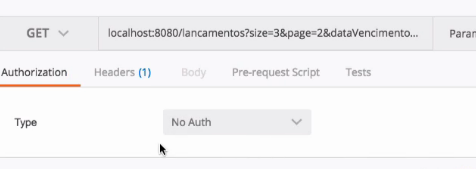 GET localhost:8080/lancamentos?size=3&page=2&dataVencimento... Param
Authorization Headers (1) Body Pre-request Script Tests
Type No Auth